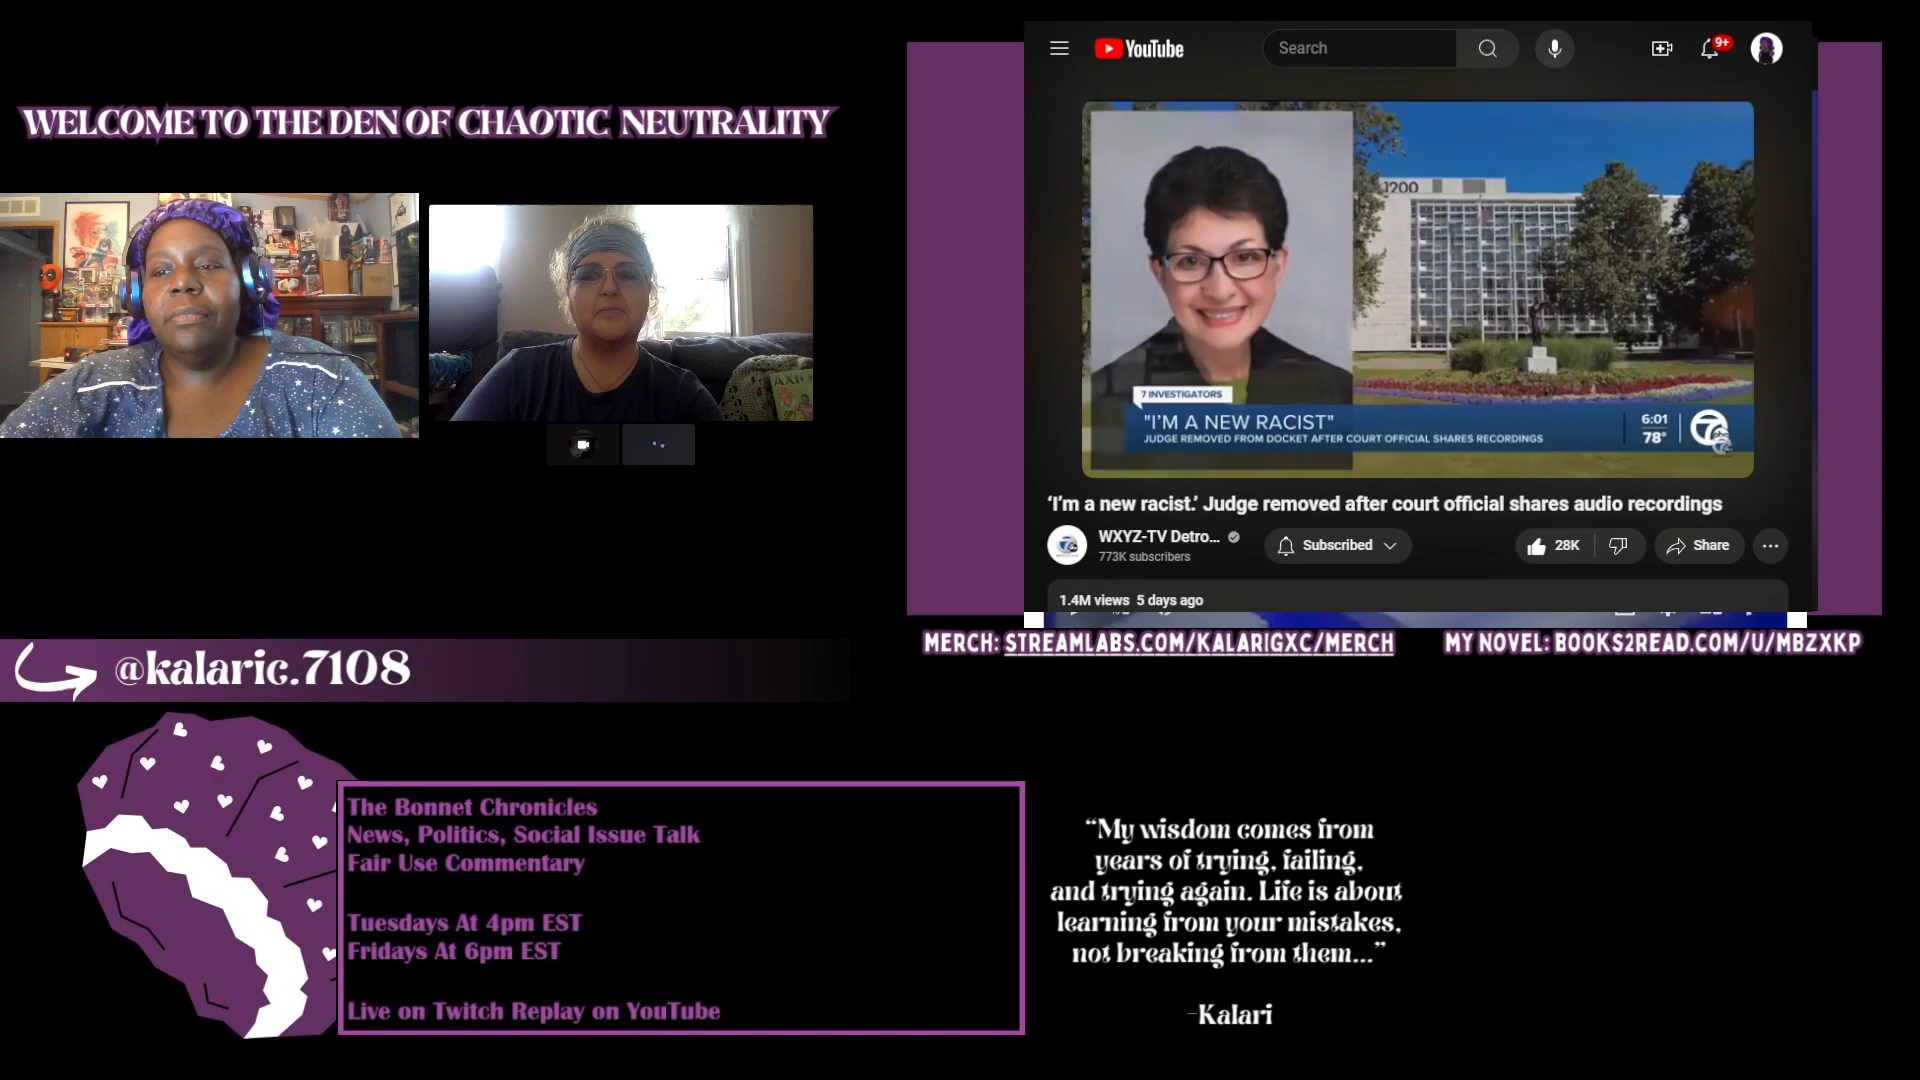 WELCOME TO THE DEN OF CHAOTIC NEUTRALITY
YouTube
Search
9+
1200
7 INVESTIGATORS
"I'M A NEW RACIST"
JUDGE REMOVED FROM DOCKET AFTER COURT OFFICIAL SHARES RECORDINGS
6:01
78°
7
‘I’m a new racist.’ Judge removed after court official shares audio recordings
WXYZ-TV Detro...
773K subscribers
Subscribed
28K
Share
1.4M views 5 days ago
MERCH: STREAMLABS.COM/KALARIGXC/MERCH
MY NOVEL: BOOKS2READ.COM/U/MBZXKP
@kalaric.7108
The Bonnet Chronicles
News, Politics, Social Issue Talk
Fair Use Commentary
Tuesdays At 4pm EST
Fridays At 6pm EST
Live on Twitch Replay on YouTube
“My wisdom comes from
years of trying, failing,
and trying again. Life is about
learning from your mistakes,
not breaking from them...”
-Kalari